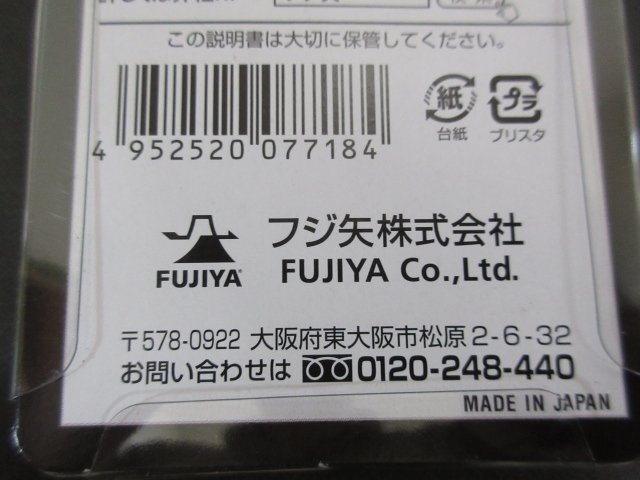 この説明書は大切に保管してください。
紙
プラ
台紙
ブリスタ
4 952520 077184
フジ矢株式会社
FUJIYA
FUJIYA Co.,Ltd.
〒578-0922 大阪府東大阪市松原2-6-32
お問い合わせは 0120-248-440
MADE IN JAPAN